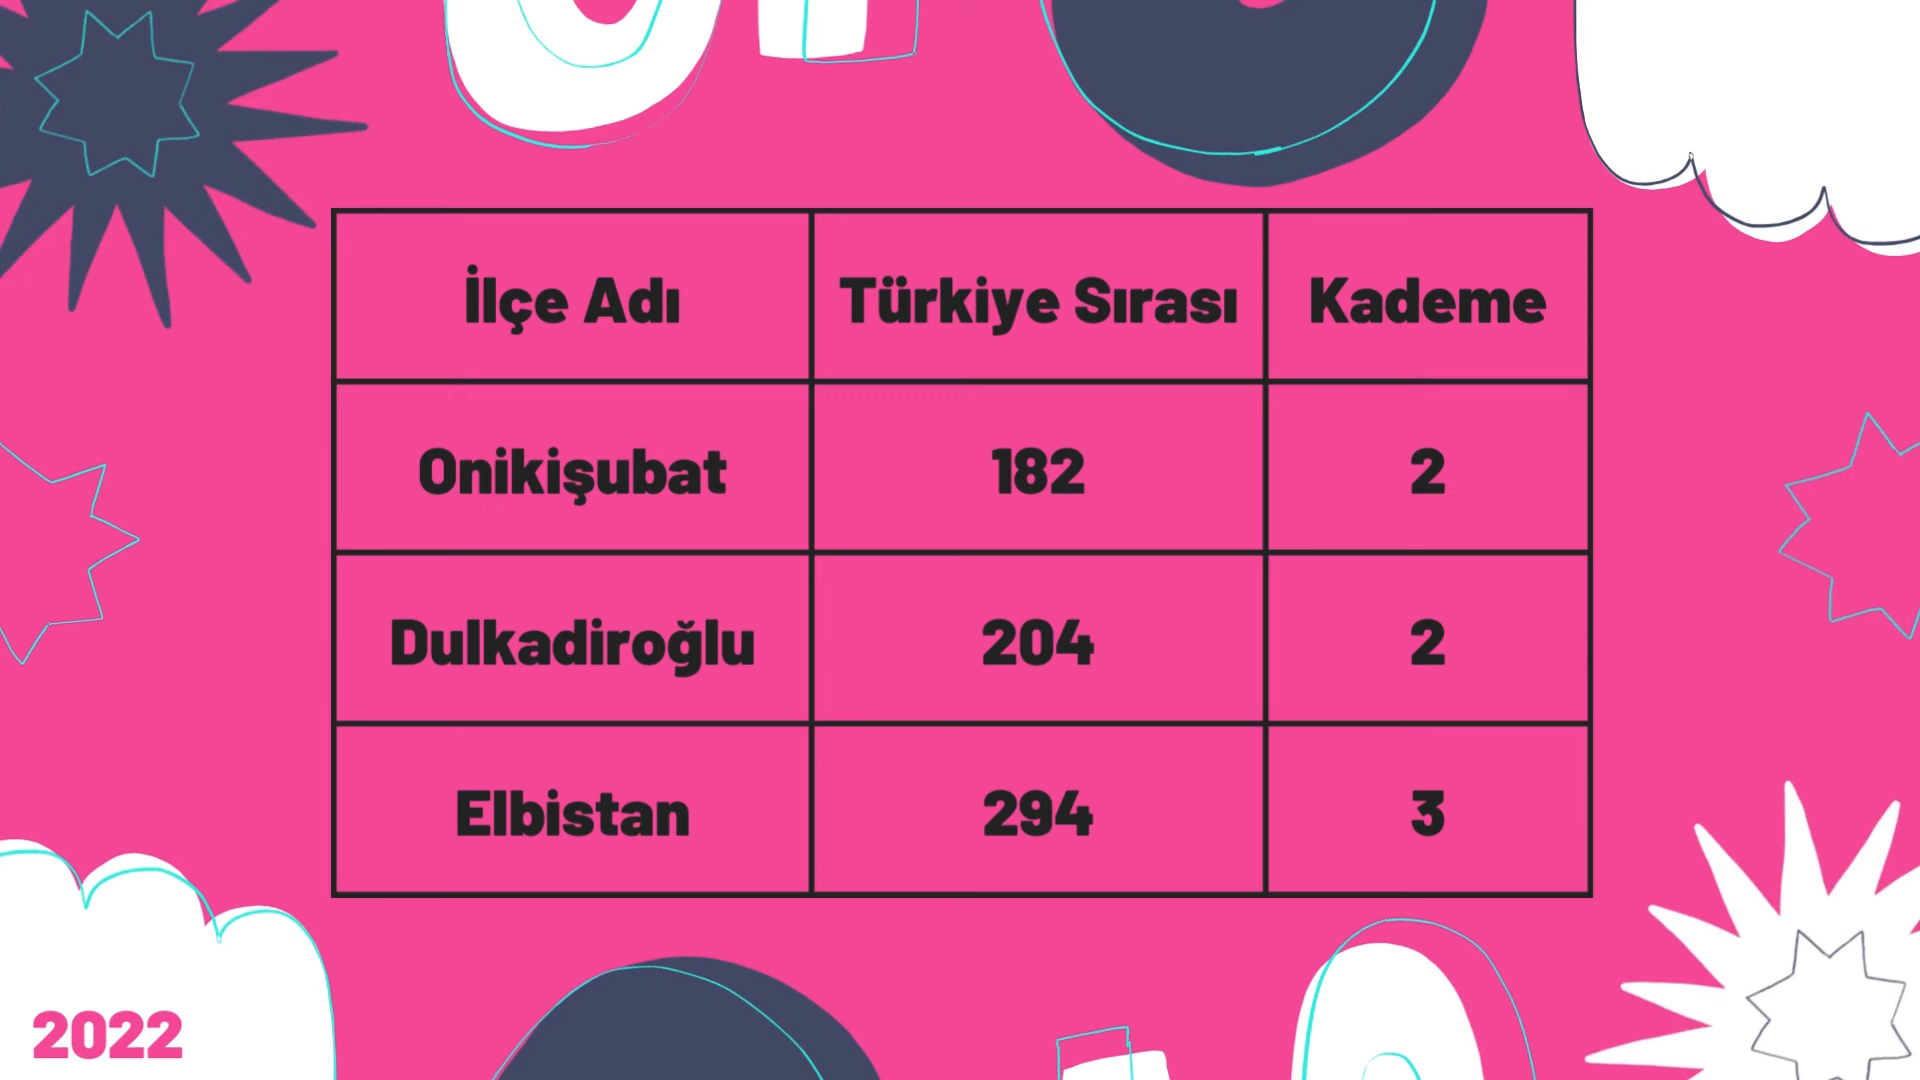 İlçe Adı Türkiye Sırası Kademe
Onikişubat 182 2
Dulkadiroğlu 204 2
Elbistan 294 3
2022